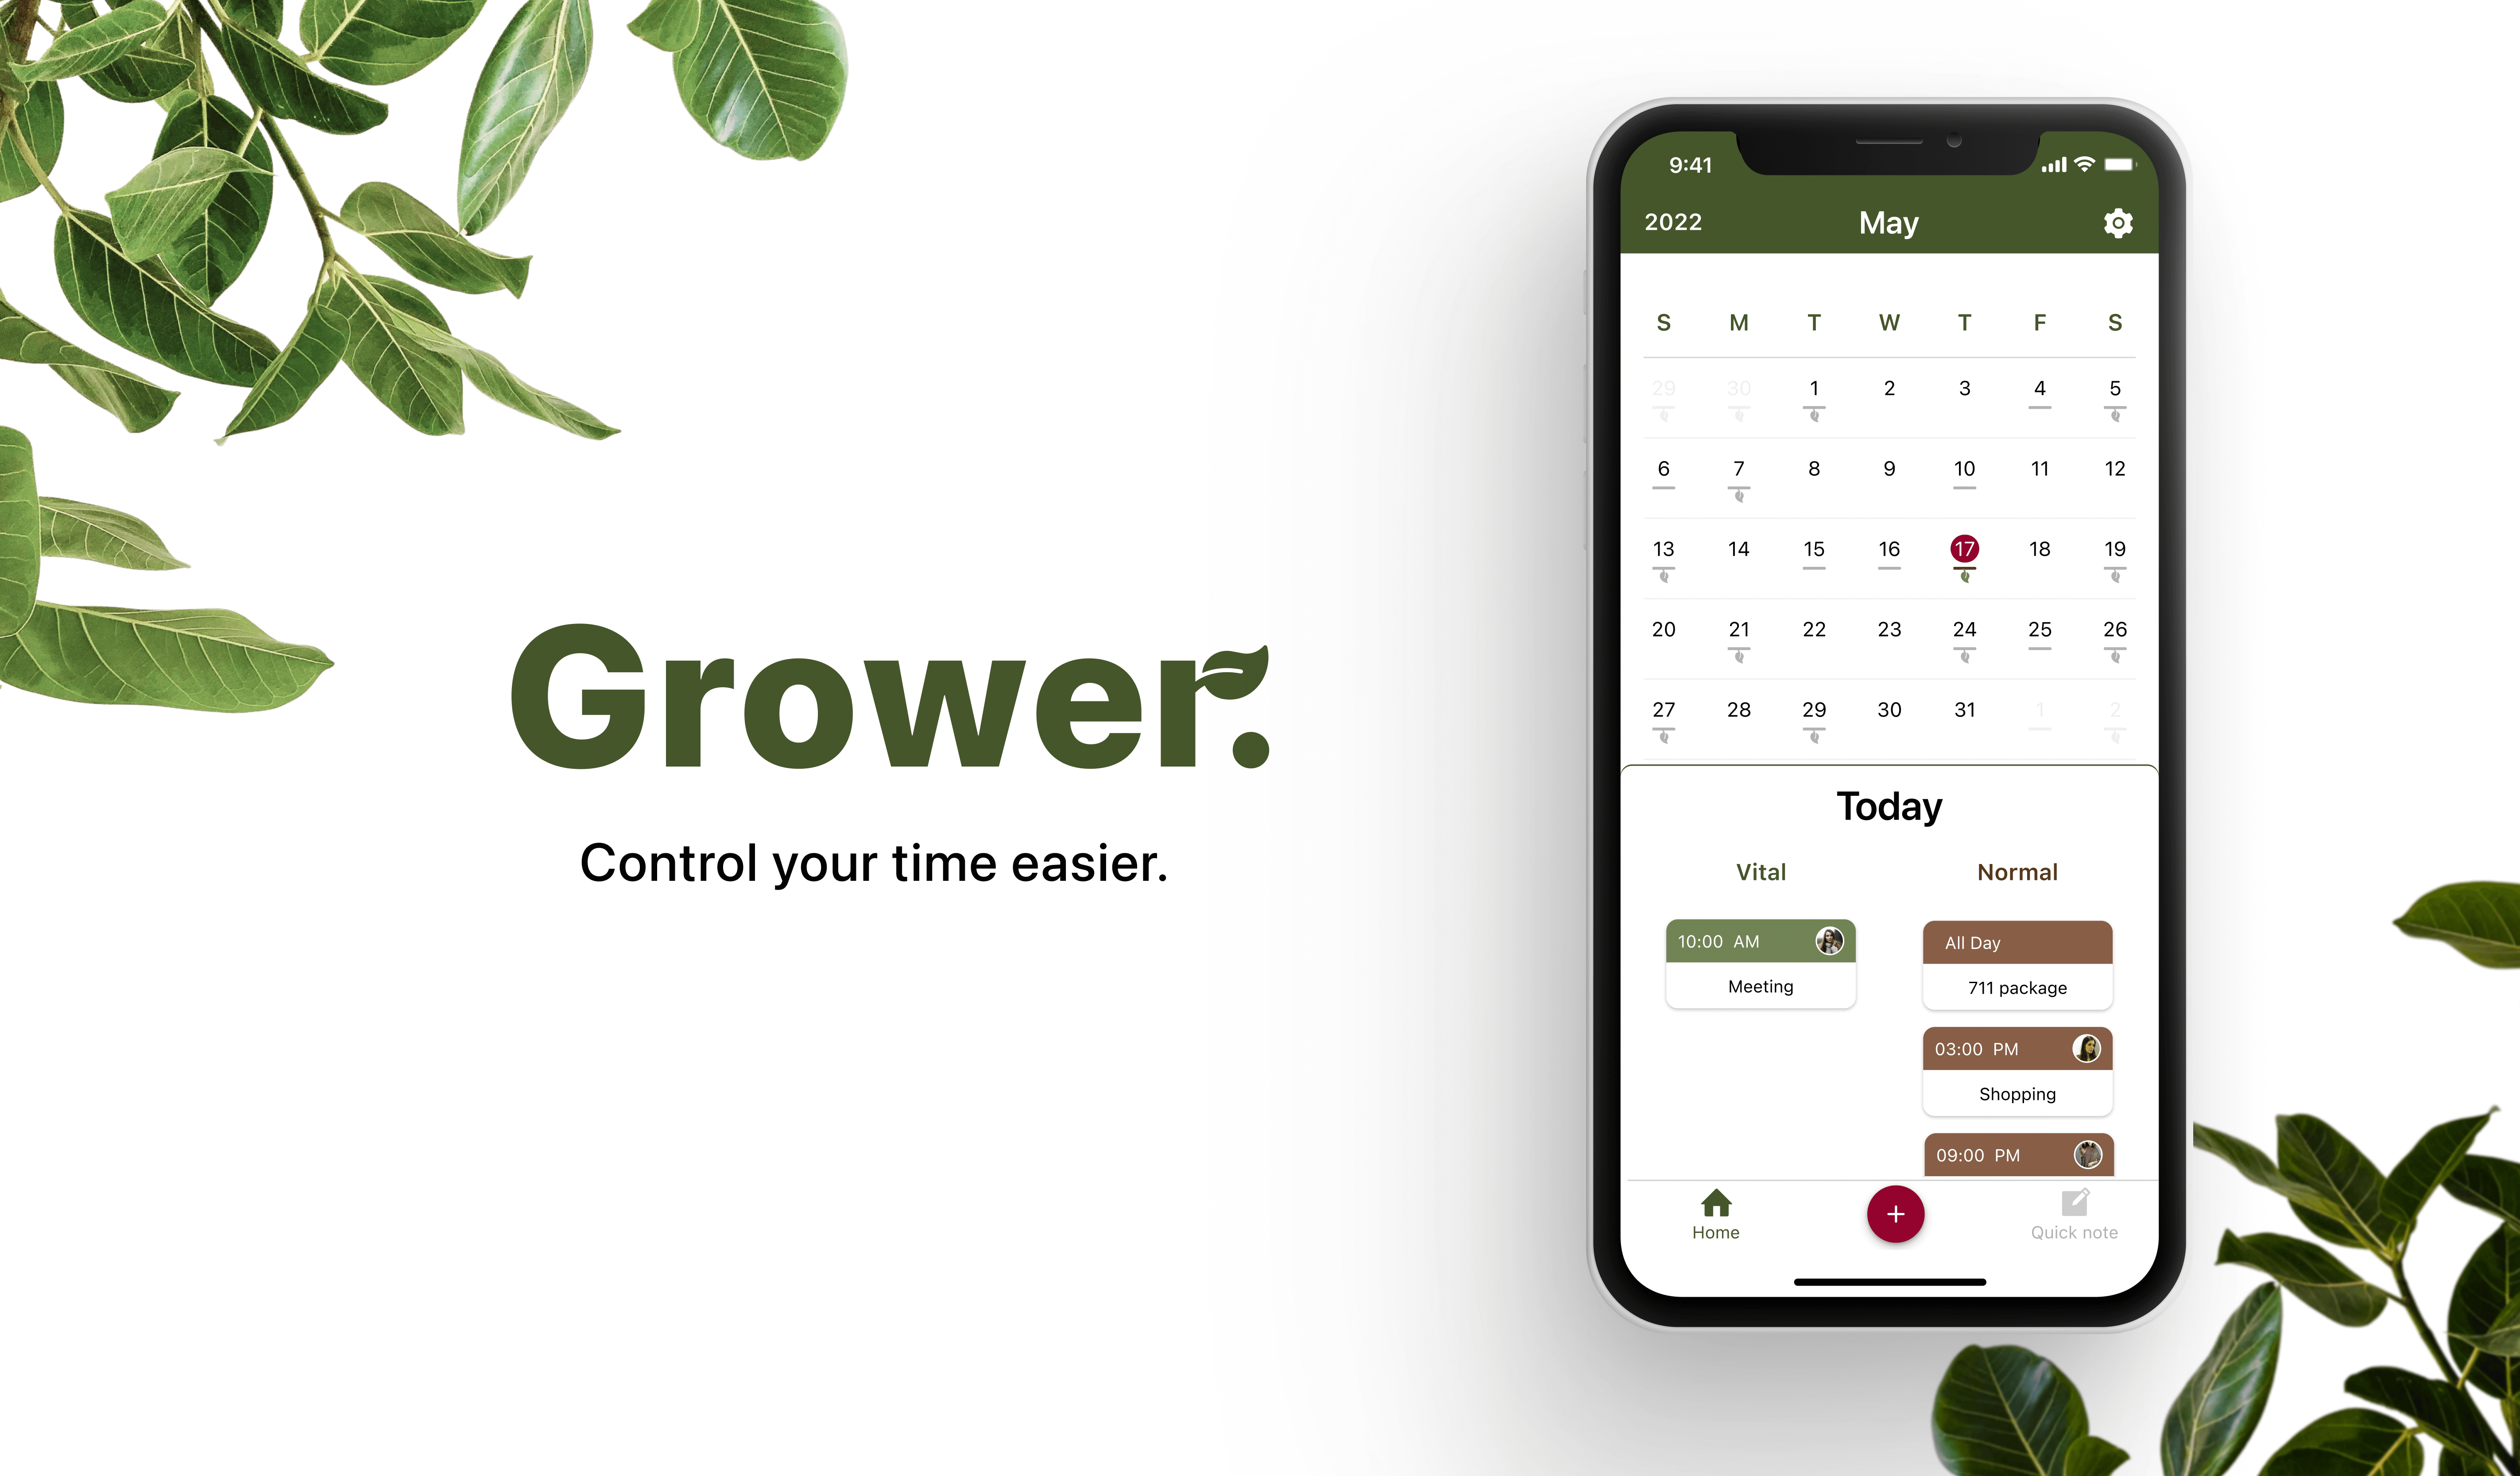 Grower.
Control your time easier.
9:41
2022 May
S M T W T F S
29 30 1 2 3 4 5
6 7 8 9 10 11 12
13 14 15 16 17 18 19
20 21 22 23 24 25 26
27 28 29 30 31 1 2
Today
Vital Normal
10:00 AM
Meeting
All Day
711 package
03:00 PM
Shopping
09:00 PM
+
Home Quick note